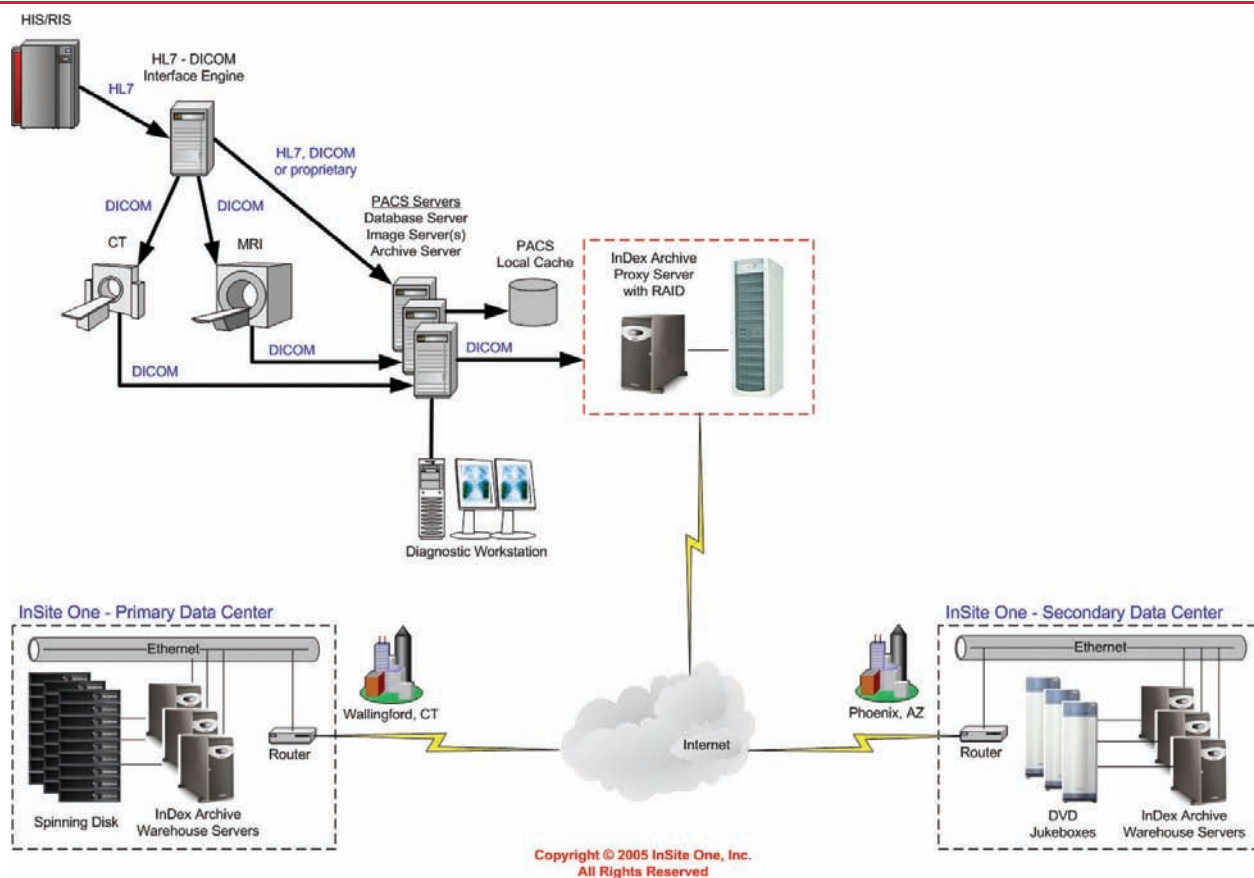 HIS/RIS
HL7 - DICOM
Interface Engine
HL7
HL7, DICOM
or proprietary
DICOM
DICOM
CT
MRI
PACS Servers
Database Server
Image Server(s)
Archive Server
PACS
Local Cache
InDex Archive
Proxy Server
with RAID
DICOM
DICOM
DICOM
Diagnostic Workstation
InSite One - Primary Data Center
Ethernet
Spinning Disk
InDex Archive
Warehouse Servers
Router
Wallingford, CT
Internet
Phoenix, AZ
InSite One - Secondary Data Center
Ethernet
Router
DVD
Jukeboxes
InDex Archive
Warehouse Servers
Copyright © 2005 InSite One, Inc.
All Rights Reserved